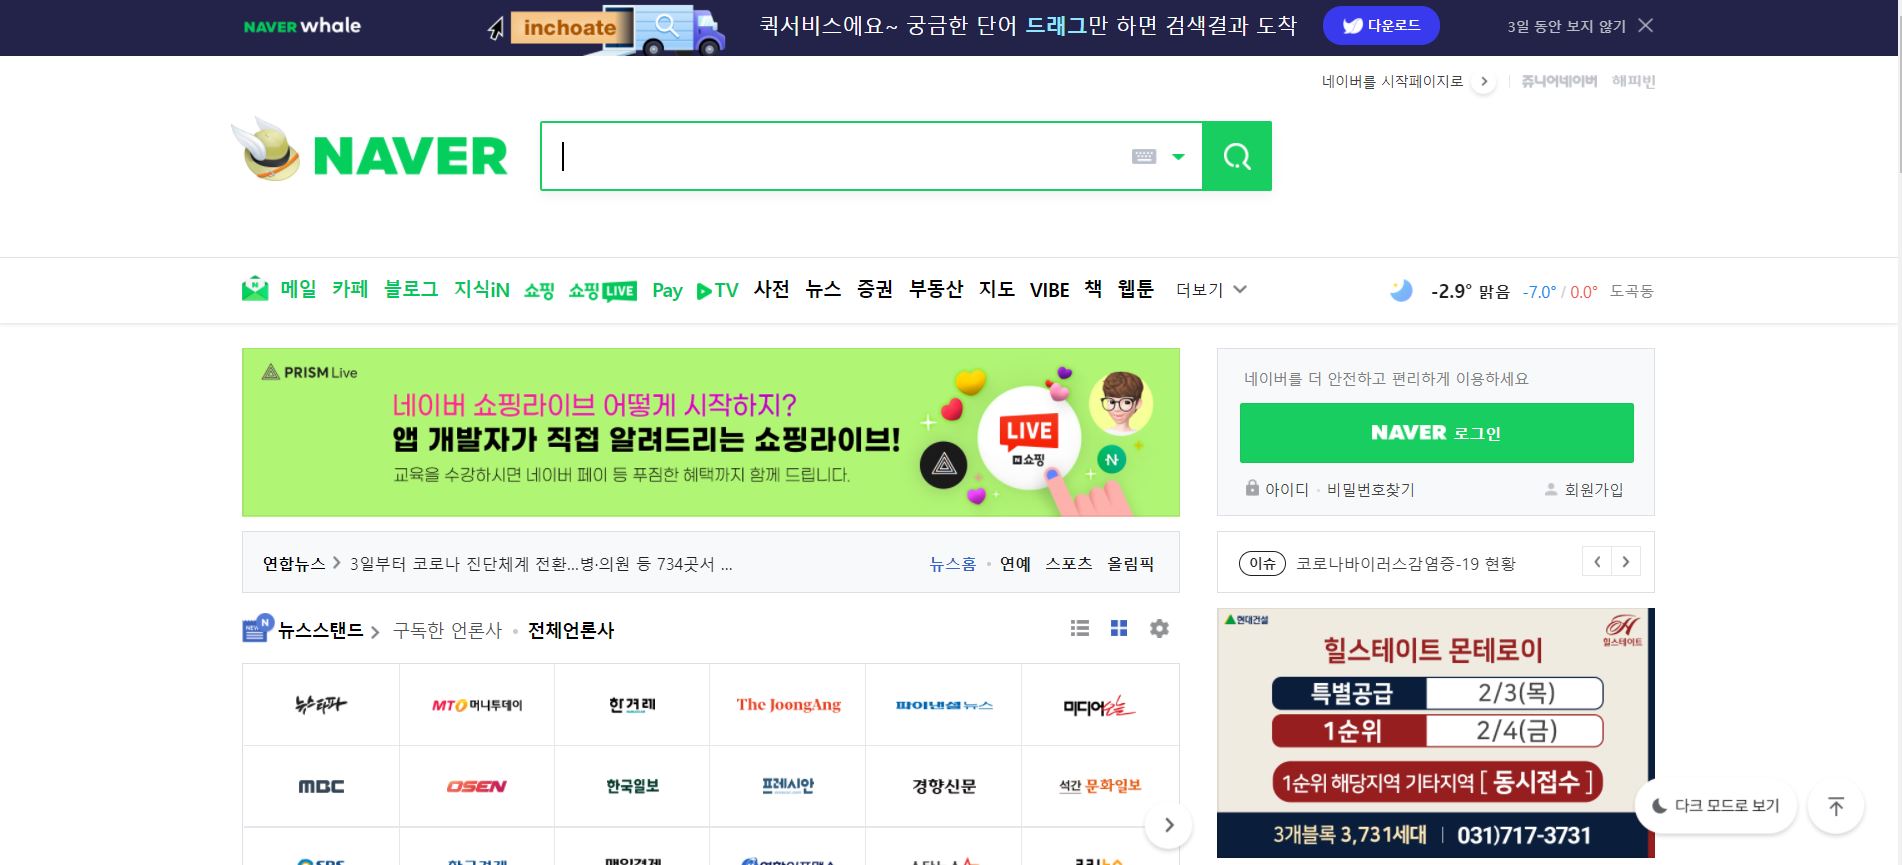 NAVER whale
inchoate
퀵서비스에요~ 궁금한 단어 드래그만 하면 검색결과 도착
다운로드
3일 동안 보지 않기
네이버를 시작페이지로
쥬니어네이버 해피빈
NAVER
메일 카페 블로그 지식iN 쇼핑 쇼핑LIVE Pay TV 사전 뉴스 증권 부동산 지도 VIBE 책 웹툰 더보기
-2.9° 맑음 -7.0° / 0.0° 도곡동
PRISM Live
네이버 쇼핑라이브 어떻게 시작하지?
앱 개발자가 직접 알려드리는 쇼핑라이브!
교육을 수강하시면 네이버 페이 등 푸짐한 혜택까지 함께 드립니다.
LIVE
N쇼핑
N
네이버를 더 안전하고 편리하게 이용하세요
NAVER 로그인
아이디 · 비밀번호찾기
회원가입
연합뉴스 > 3일부터 코로나 진단체계 전환…병·의원 등 734곳서 ...
뉴스홈 · 연예 스포츠 올림픽
이슈 코로나바이러스감염증-19 현황
NEW N 뉴스스탠드 > 구독한 언론사 · 전체언론사
뉴스타파 MTO 머니투데이 한겨레 The JoongAng 파이낸셜뉴스 미디어오늘
MBC OSEN 한국일보 프레시안 경향신문 석간 문화일보
SBS 한국경제 매일경제
현대건설
힐스테이트
힐스테이트 몬테로이
특별공급 2/3(목)
1순위 2/4(금)
1순위 해당지역 기타지역 [ 동시접수 ]
3개블록 3,731세대 | 031)717-3731
다크 모드로 보기